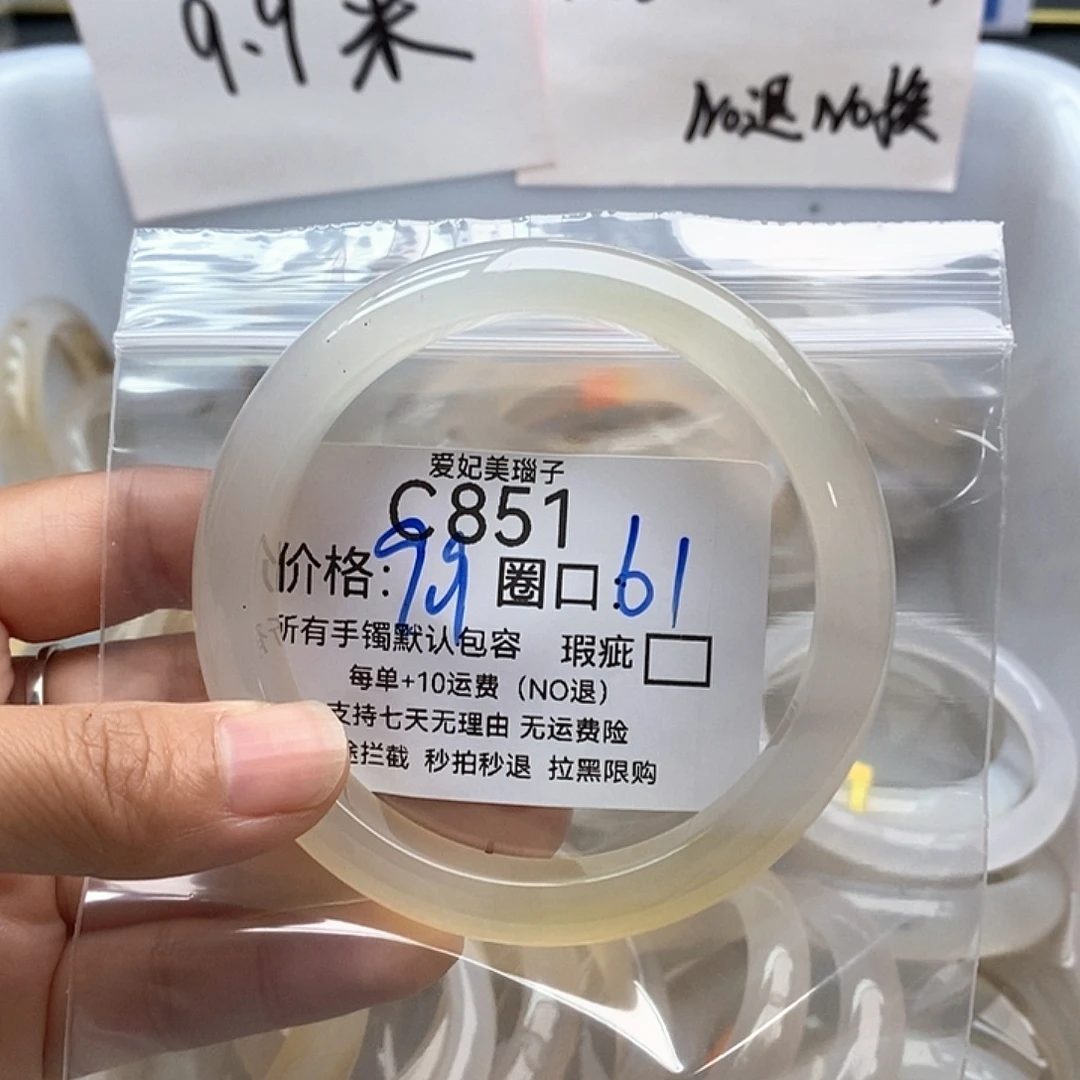 9.9米
No退 No换
爱妃美瑙子
C851
价格:99 圈口:61
所有手镯默认包容 瑕疵
每单+10运费（NO退）
支持七天无理由 无运费险
途拦截 秒拍秒退 拉黑限购